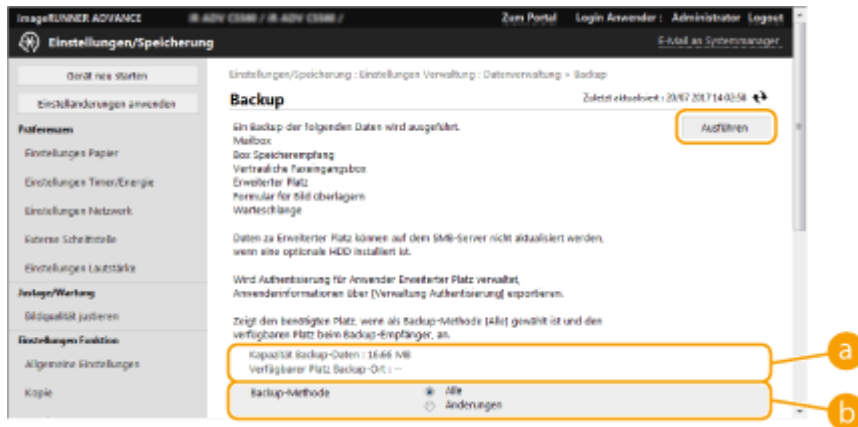 imageRUNNER ADVANCE
Zum Portal Login Anwender : Administrator Logout
Einstellungen/Speicherung
E-Mail an Systemmanager
Gerät neu starten
Einstellungen/Speicherung : Einstellungen Verwaltung : Datenverwaltung > Backup
Einstelländerungen anwenden
Backup
Zuletzt aktualisiert : 20/07 2017 14:02:58
Ausführen
Präferenzen
Ein Backup der folgenden Daten wird ausgeführt.
Mailbox
Einstellungen Papier
Box Speicherempfang
Vertrauliche Faxeingangsbox
Einstellungen Timer/Energie
Erweiterter Platz
Formular für Bild überlagern
Einstellungen Netzwerk
Warteschlange
Externe Schnittstelle
Daten zu Erweiterter Platz können auf dem SMB-Server nicht aktualisiert werden,
wenn eine optionale HDD installiert ist.
Einstellungen Lautstärke
Wird Authentisierung für Anwender Erweiterter Platz verwaltet,
Justage/Wartung
Anwenderinformationen über [Verwaltung Authentisierung] exportieren.
Bildqualität justieren
Zeigt den benötigten Platz, wenn als Backup-Methode [Alle] gewählt ist und den
Einstellungen Funktion
verfügbaren Platz beim Backup-Empfänger, an.
Kapazität Backup-Daten : 16.66 MB
a
Allgemeine Einstellungen
Verfügbarer Platz Backup-Ort : --
Kopie
Backup-Methode
Alle
Änderungen
b